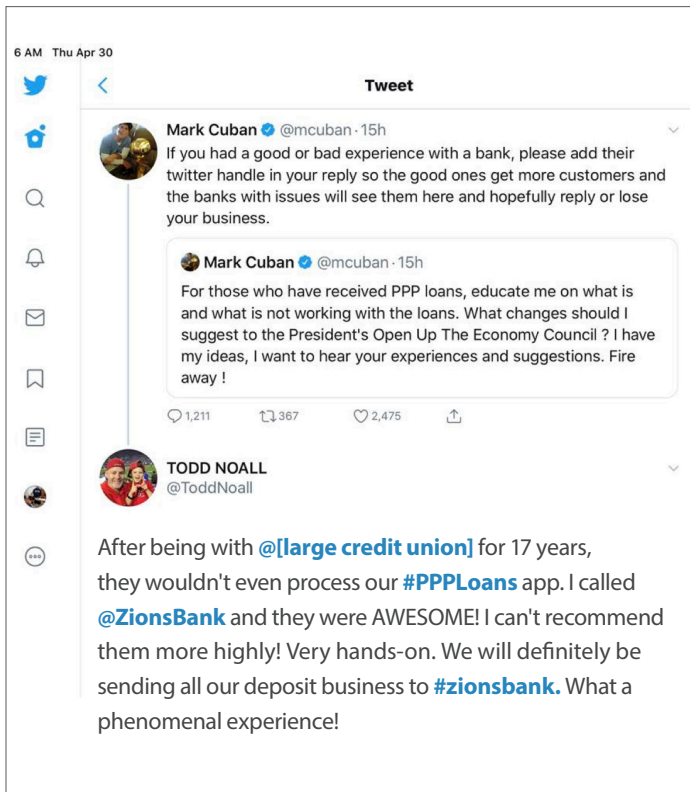 6 AM Thu Apr 30
Tweet
Mark Cuban @mcuban · 15h
If you had a good or bad experience with a bank, please add their
twitter handle in your reply so the good ones get more customers and
the banks with issues will see them here and hopefully reply or lose
your business.
Mark Cuban @mcuban · 15h
For those who have received PPP loans, educate me on what is
and what is not working with the loans. What changes should I
suggest to the President's Open Up The Economy Council ? I have
my ideas, I want to hear your experiences and suggestions. Fire
away !
1,211 367 2,475
TODD NOALL
@ToddNoall
After being with @[large credit union] for 17 years,
they wouldn't even process our #PPPLoans app. I called
@ZionsBank and they were AWESOME! I can't recommend
them more highly! Very hands-on. We will definitely be
sending all our deposit business to #zionsbank. What a
phenomenal experience!